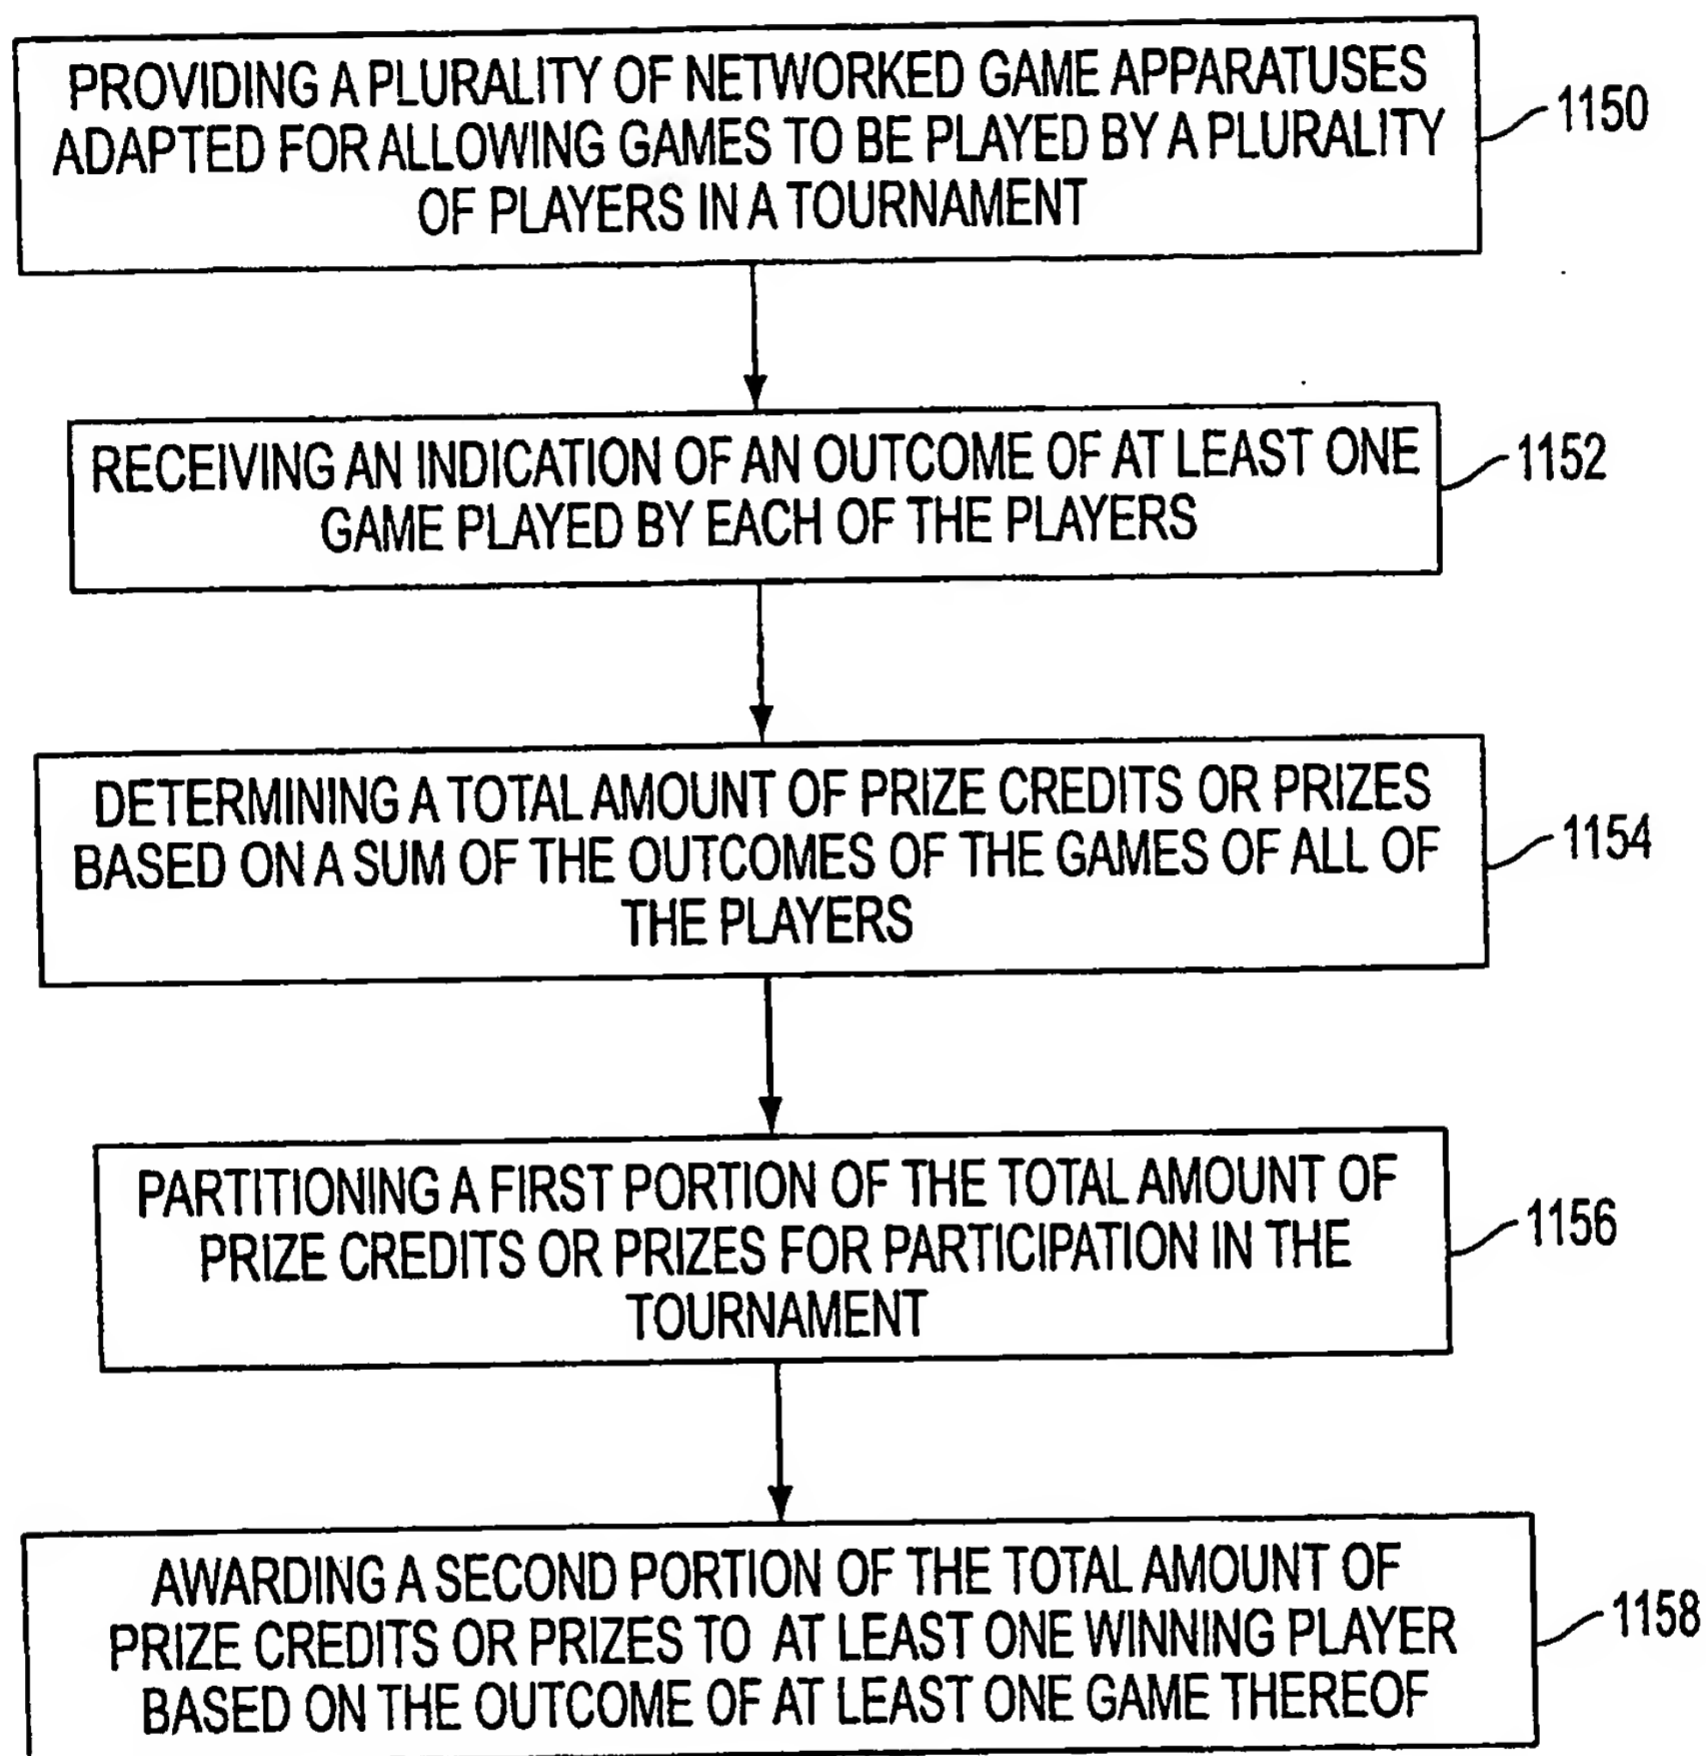 PROVIDING A PLURALITY OF NETWORKED GAME APPARATUSES
ADAPTED FOR ALLOWING GAMES TO BE PLAYED BY A PLURALITY
OF PLAYERS IN A TOURNAMENT
1150
RECEIVING AN INDICATION OF AN OUTCOME OF AT LEAST ONE
GAME PLAYED BY EACH OF THE PLAYERS
1152
DETERMINING A TOTAL AMOUNT OF PRIZE CREDITS OR PRIZES
BASED ON A SUM OF THE OUTCOMES OF THE GAMES OF ALL OF
THE PLAYERS
1154
PARTITIONING A FIRST PORTION OF THE TOTAL AMOUNT OF
PRIZE CREDITS OR PRIZES FOR PARTICIPATION IN THE
TOURNAMENT
1156
AWARDING A SECOND PORTION OF THE TOTAL AMOUNT OF
PRIZE CREDITS OR PRIZES TO AT LEAST ONE WINNING PLAYER
BASED ON THE OUTCOME OF AT LEAST ONE GAME THEREOF
1158